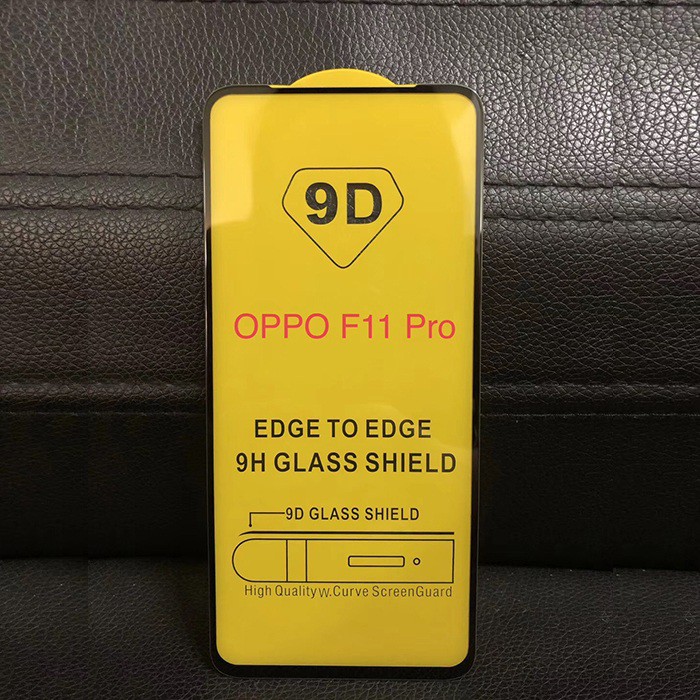 9D
OPPO F11 Pro
EDGE TO EDGE
9H GLASS SHIELD
9D GLASS SHIELD
High Quality w.Curve ScreenGuard